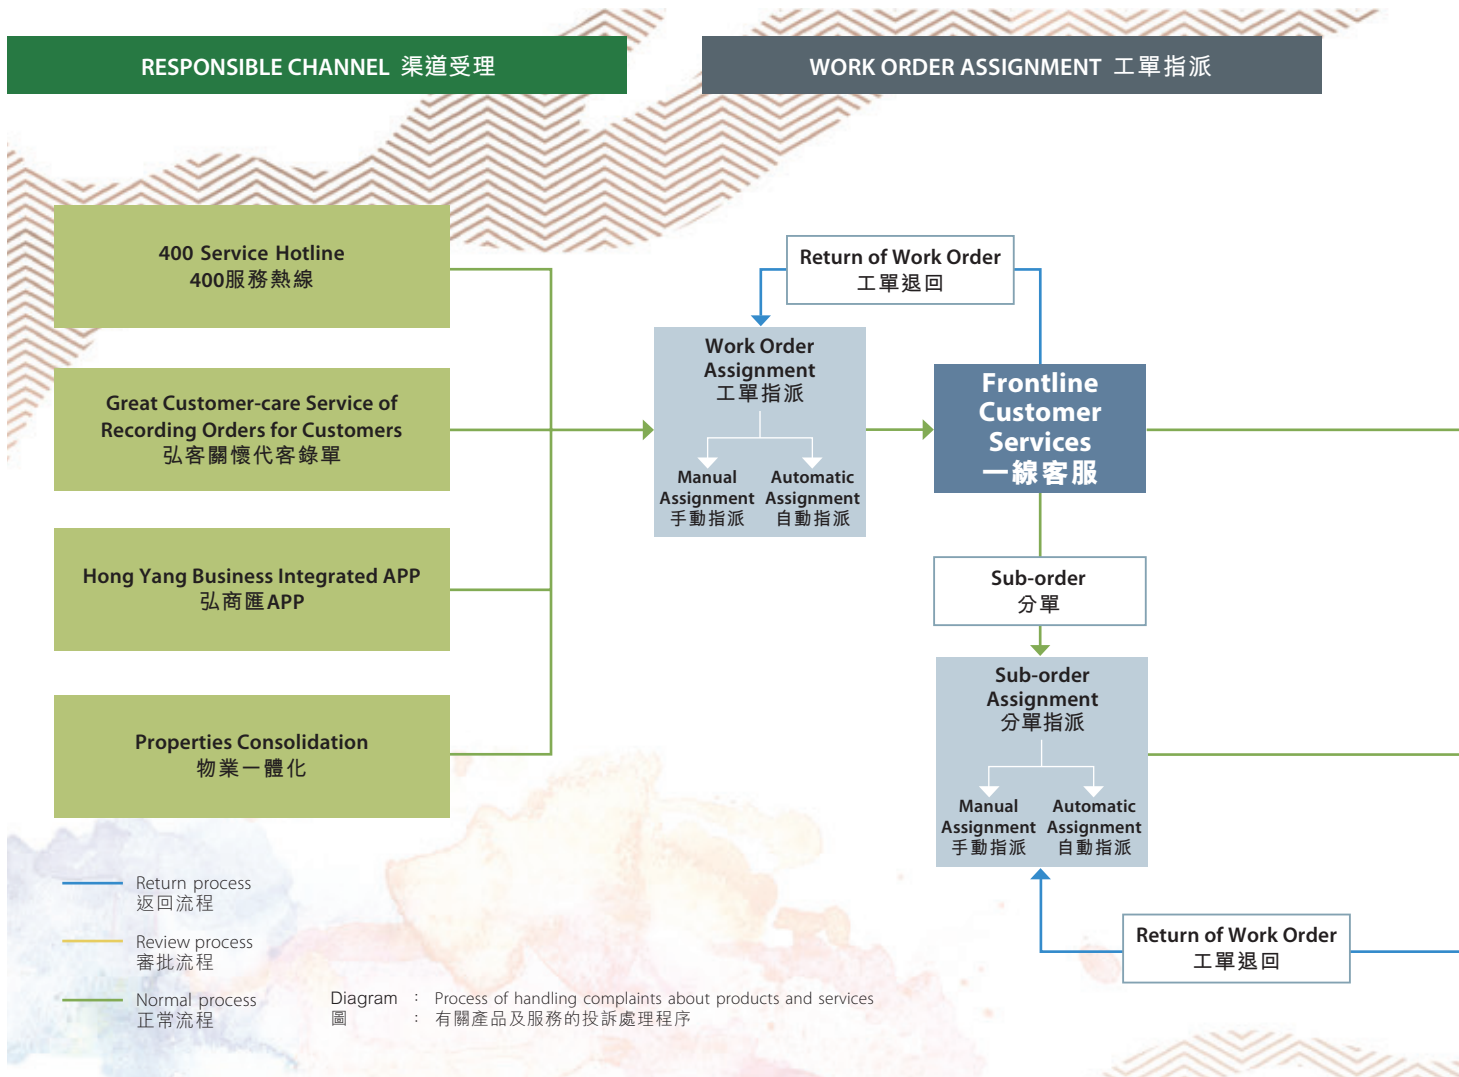 RESPONSIBLE CHANNEL 渠道受理
WORK ORDER ASSIGNMENT 工單指派
400 Service Hotline
400服務熱線
Great Customer-care Service of
Recording Orders for Customers
弘客關懷代客錄單
Hong Yang Business Integrated APP
弘商匯APP
Properties Consolidation
物業一體化
Return of Work Order
工單退回
Work Order
Assignment
工單指派
Manual
Assignment
手動指派
Automatic
Assignment
自動指派
Frontline
Customer
Services
一線客服
Sub-order
分單
Sub-order
Assignment
分單指派
Manual
Assignment
手動指派
Automatic
Assignment
自動指派
Return of Work Order
工單退回
Return process
返回流程
Review process
審批流程
Normal process
正常流程
Diagram : Process of handling complaints about products and services
圖 : 有關產品及服務的投訴處理程序